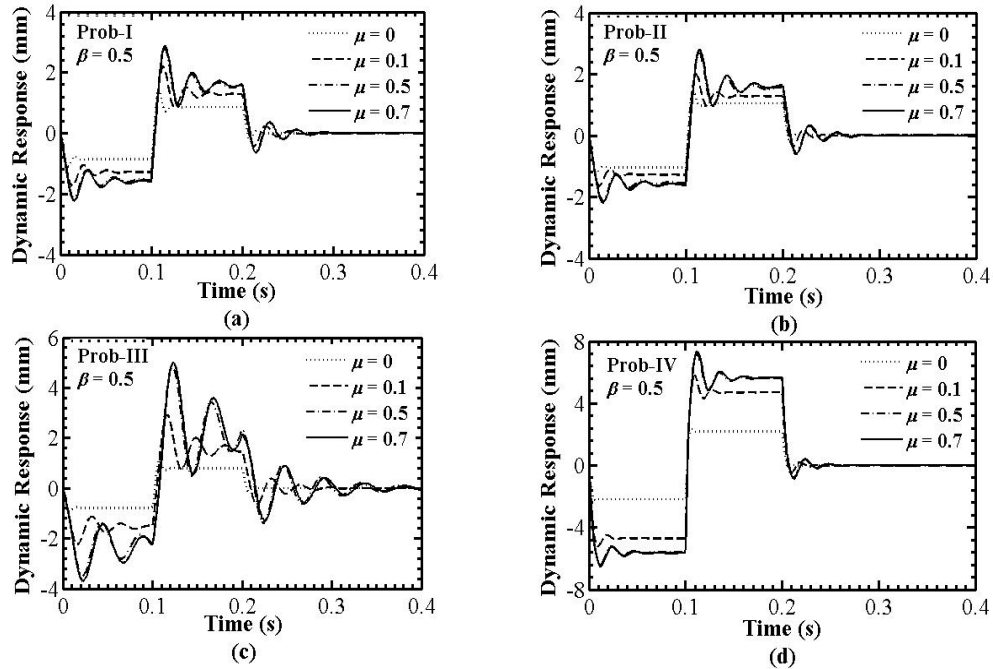 Dynamic Response (mm)
4
2
0
-2
-4
Prob-I
β = 0.5
μ = 0
μ = 0.1
μ = 0.5
μ = 0.7
0 0.1 0.2 0.3 0.4
Time (s)
(a)
Dynamic Response (mm)
4
2
0
-2
-4
Prob-II
β = 0.5
μ = 0
μ = 0.1
μ = 0.5
μ = 0.7
0 0.1 0.2 0.3 0.4
Time (s)
(b)
Dynamic Response (mm)
6
4
2
0
-2
-4
Prob-III
β = 0.5
μ = 0
μ = 0.1
μ = 0.5
μ = 0.7
0 0.1 0.2 0.3 0.4
Time (s)
(c)
Dynamic Response (mm)
8
4
0
-4
-8
Prob-IV
β = 0.5
μ = 0
μ = 0.1
μ = 0.5
μ = 0.7
0 0.1 0.2 0.3 0.4
Time (s)
(d)